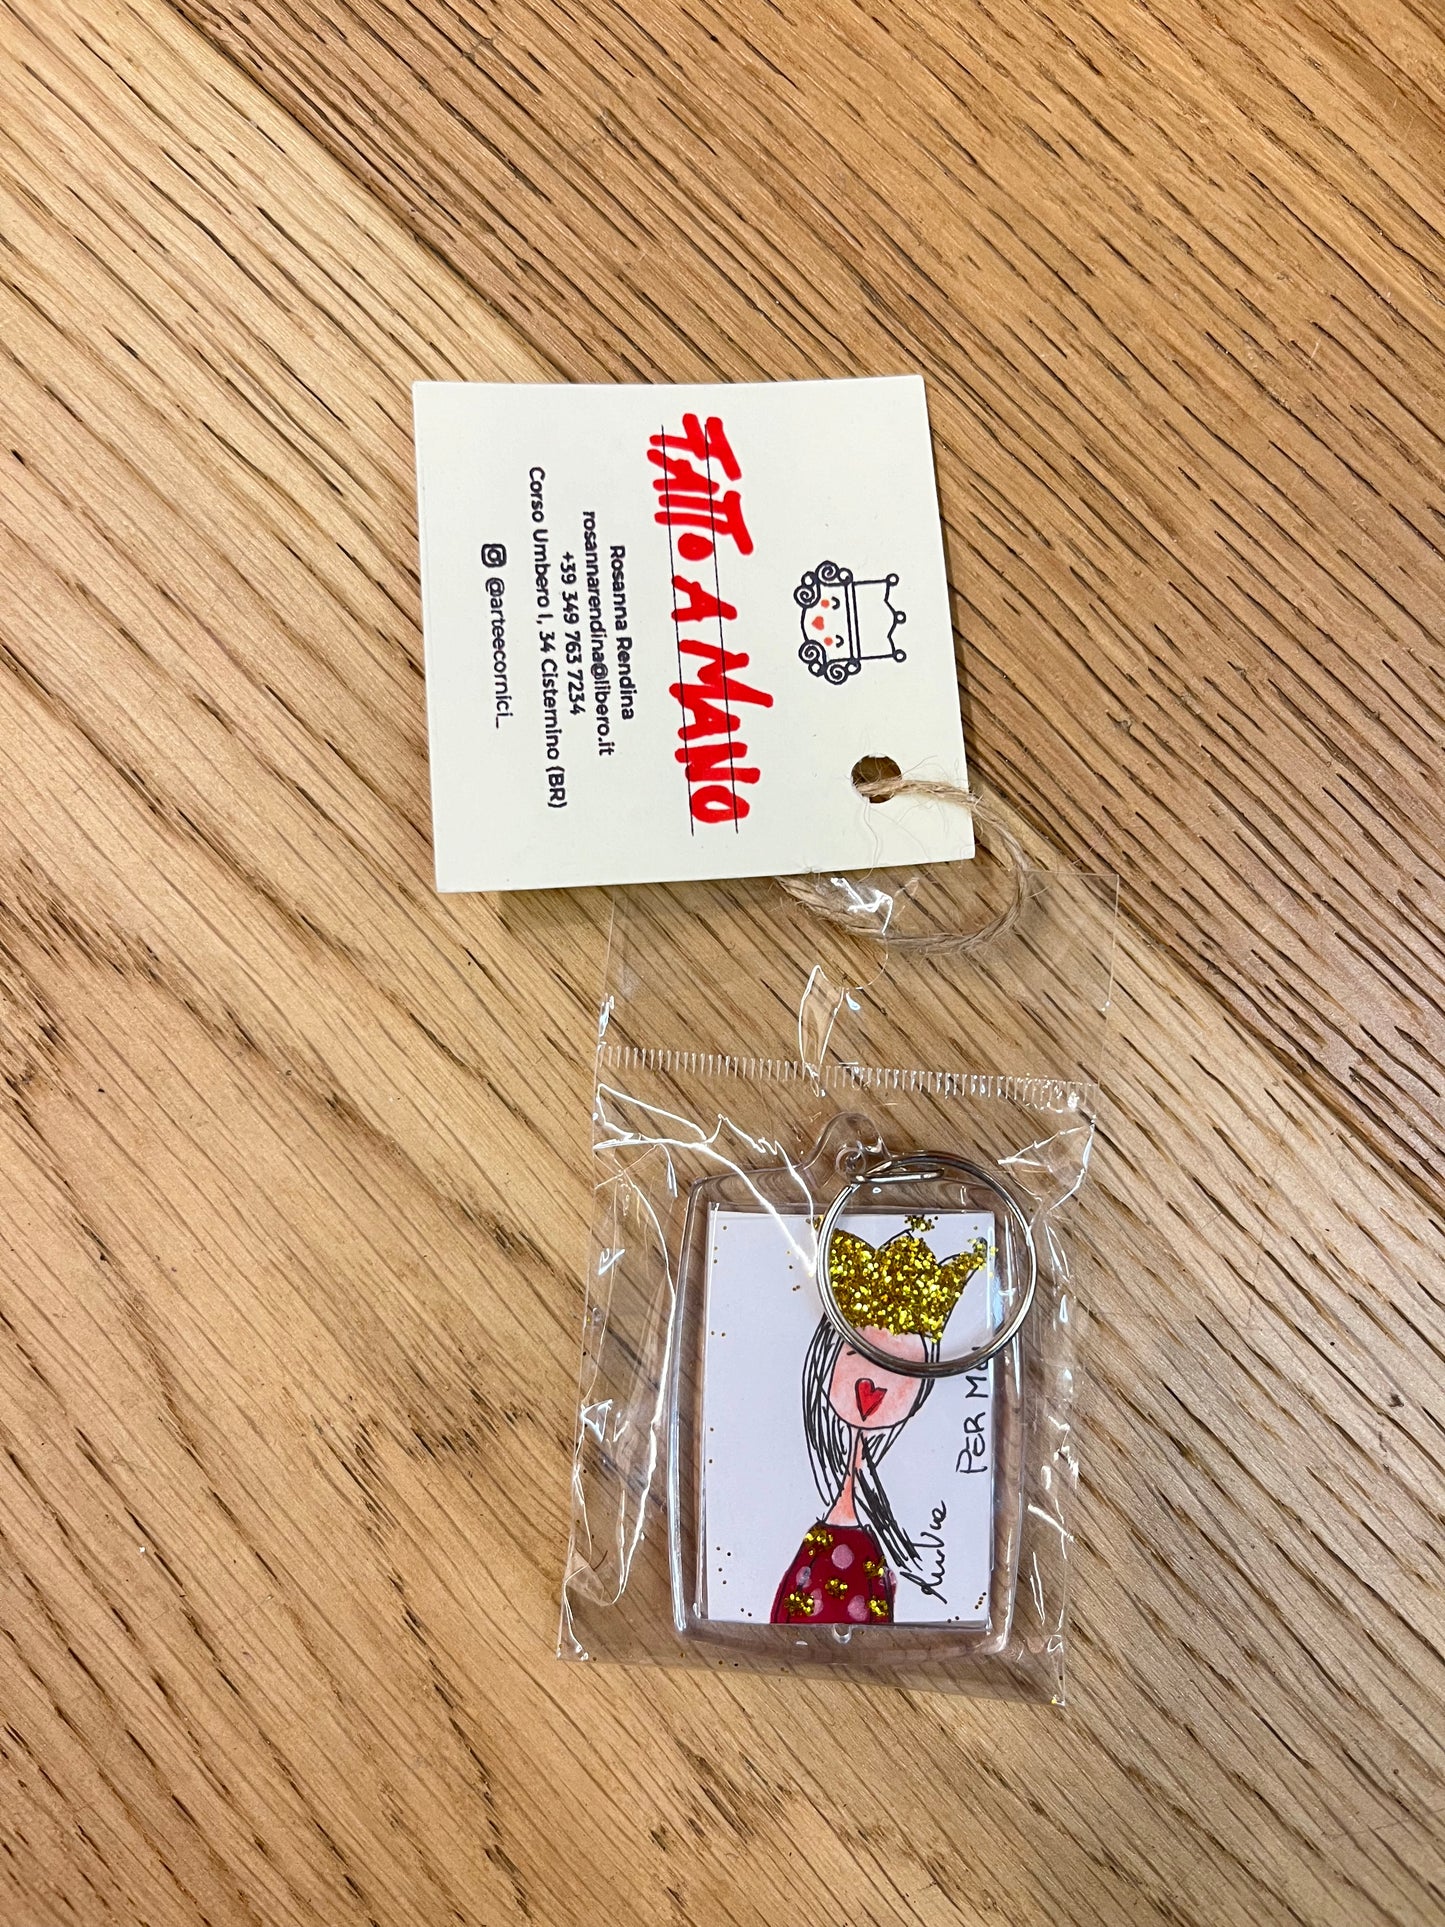 FATTO A MANO
Rosanna Rendina
rosannarendina@libero.it
+39 349 763 7234
Corso Umbero I, 34 Cisternino (BR)
@arteecornici_
PER